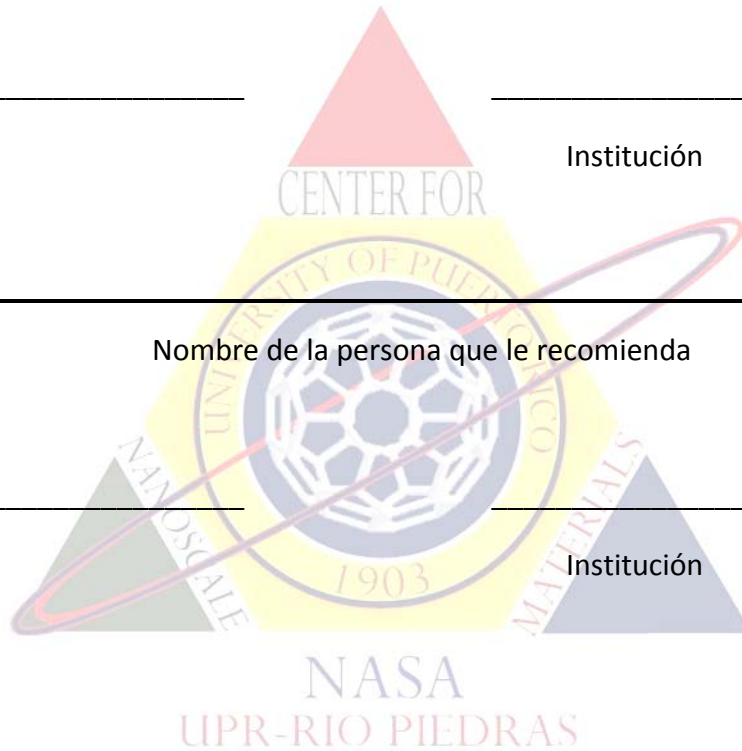 Institución
CENTER FOR
UNIVERSITY OF PUERTO RICO
Nombre de la persona que le recomienda
NANOSCALE
MATERIALS
1903
Institución
NASA
UPR-RIO PIEDRAS